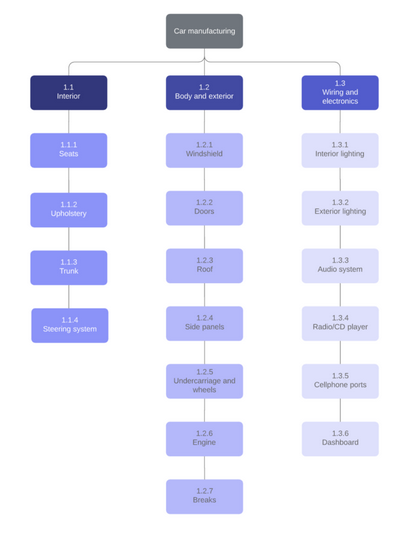 Car manufacturing
1.1
Interior
1.1.1
Seats
1.1.2
Upholstery
1.1.3
Trunk
1.1.4
Steering system
1.2
Body and exterior
1.2.1
Windshield
1.2.2
Doors
1.2.3
Roof
1.2.4
Side panels
1.2.5
Undercarriage and
wheels
1.2.6
Engine
1.2.7
Breaks
1.3
Wiring and
electronics
1.3.1
Interior lighting
1.3.2
Exterior lighting
1.3.3
Audio system
1.3.4
Radio/CD player
1.3.5
Cellphone ports
1.3.6
Dashboard